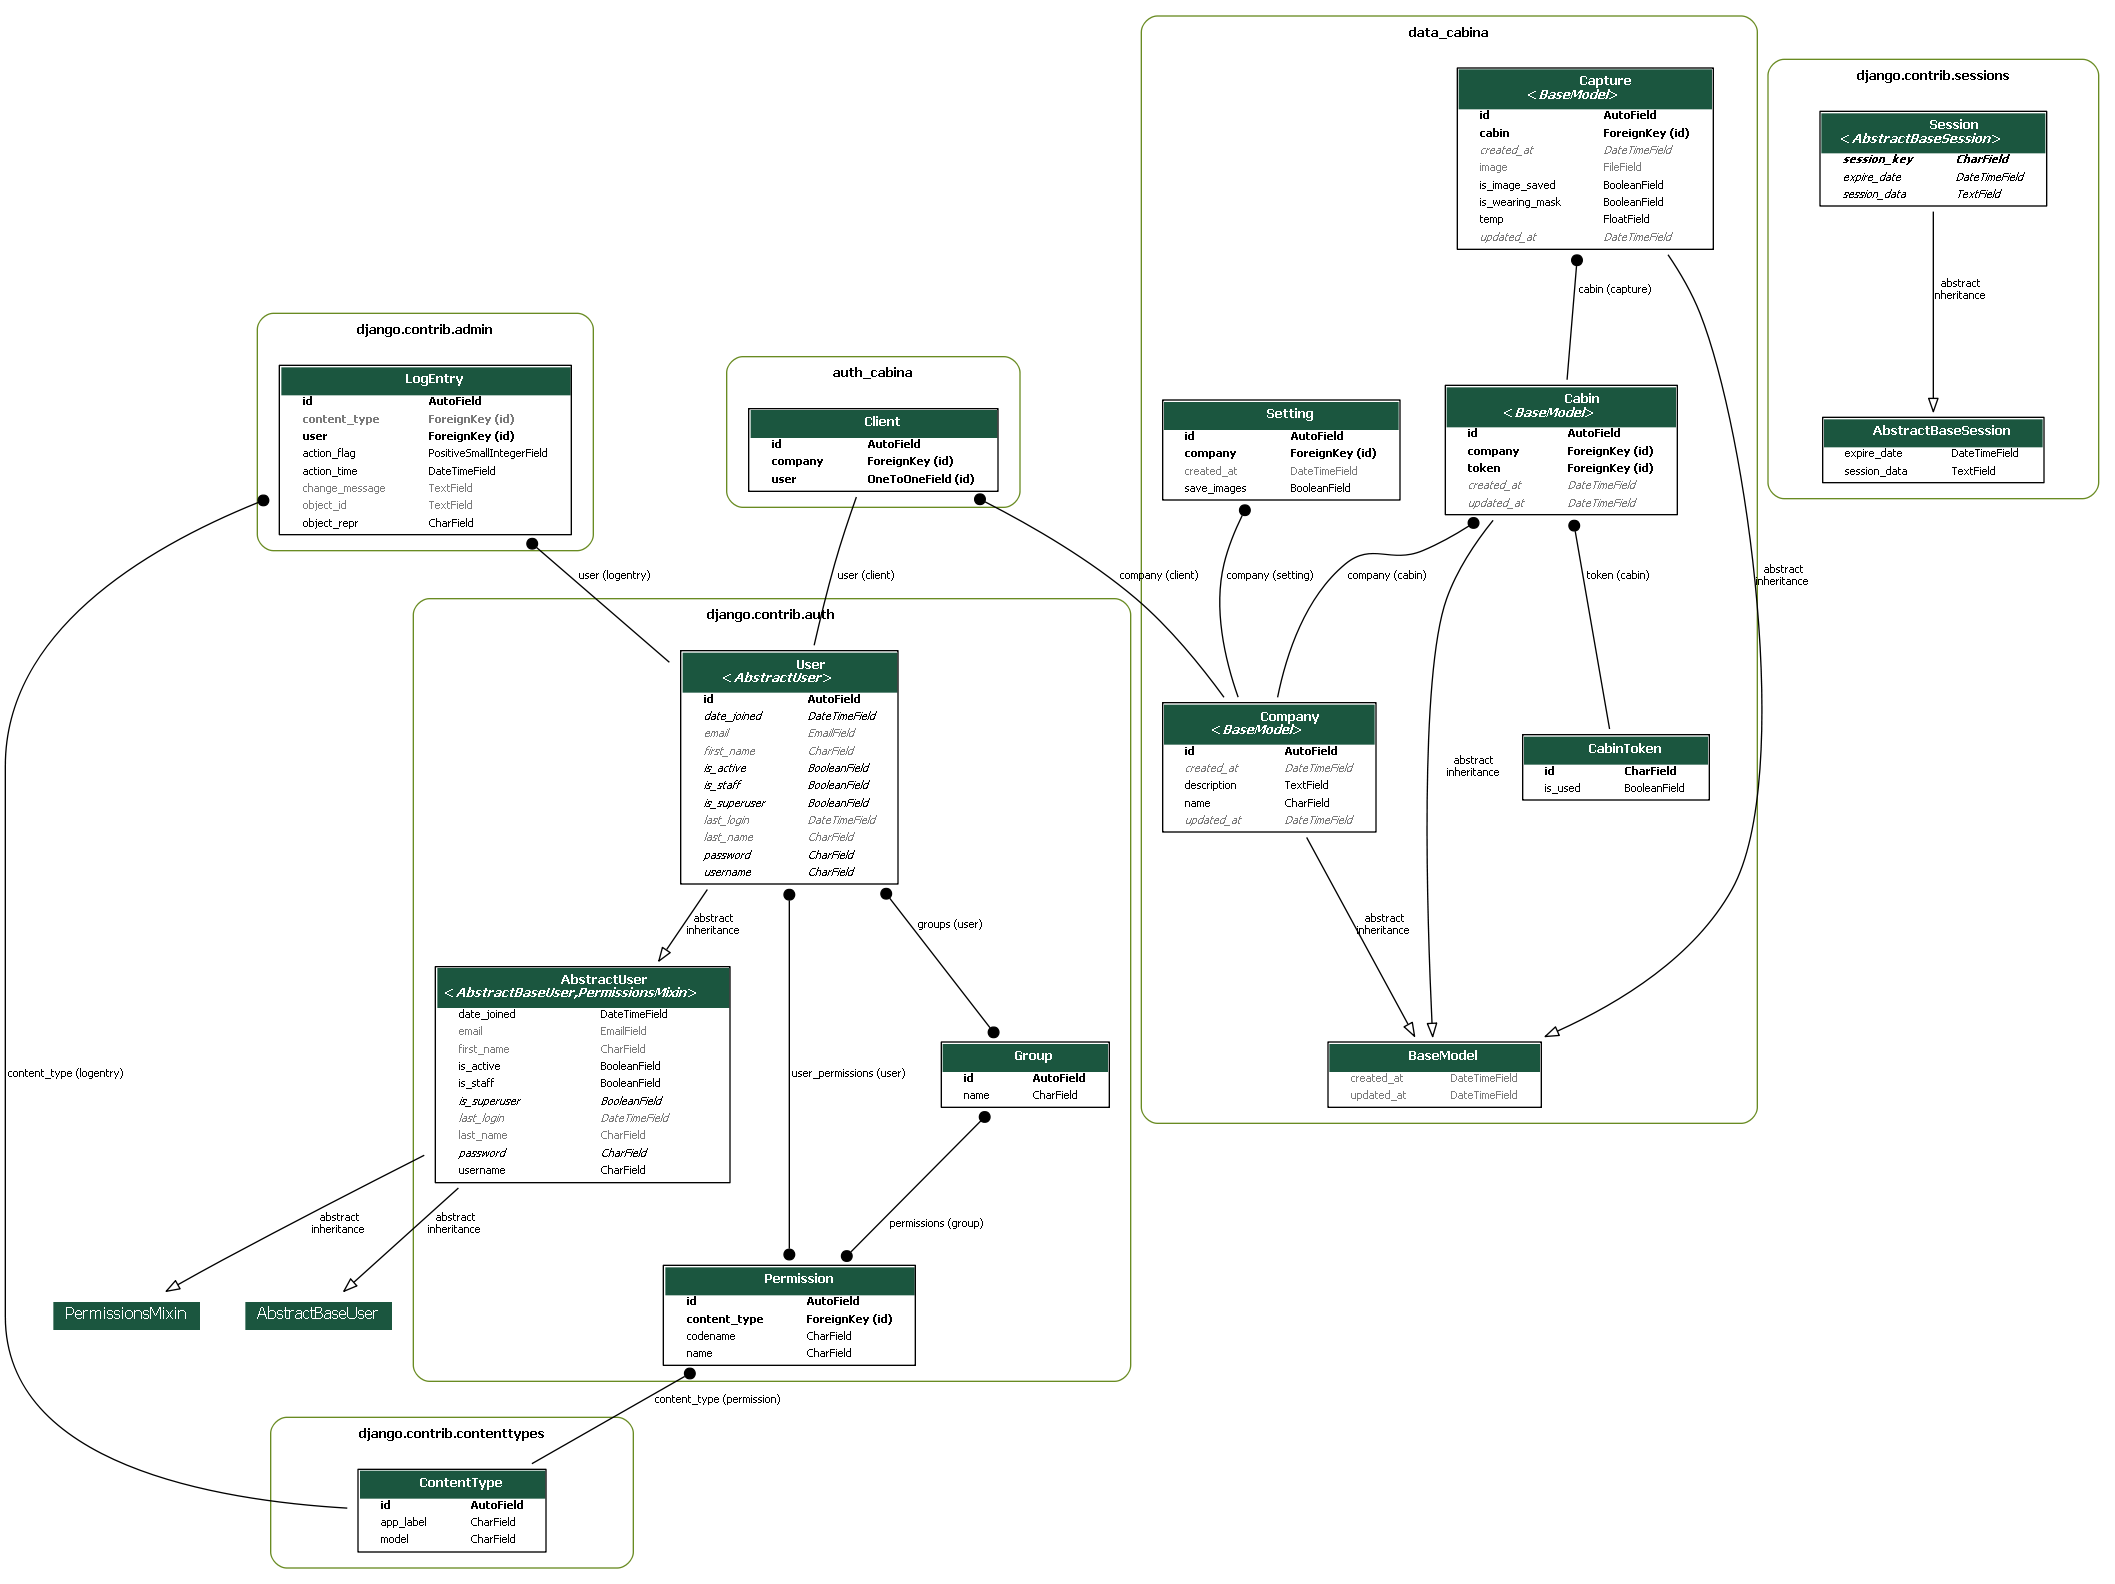 data_cabina
Capture
<BaseModel>
id AutoField
cabin ForeignKey (id)
created_at DateTimeField
image FileField
is_image_saved BooleanField
is_wearing_mask BooleanField
temp FloatField
updated_at DateTimeField
django.contrib.sessions
Session
<AbstractBaseSession>
session_key CharField
expire_date DateTimeField
session_data TextField
cabin (capture)
abstract
inheritance
django.contrib.admin
LogEntry
id AutoField
content_type ForeignKey (id)
user ForeignKey (id)
action_flag PositiveSmallIntegerField
action_time DateTimeField
change_message TextField
object_id TextField
object_repr CharField
auth_cabina
Client
id AutoField
company ForeignKey (id)
user OneToOneField (id)
Setting
id AutoField
company ForeignKey (id)
created_at DateTimeField
save_images BooleanField
Cabin
<BaseModel>
id AutoField
company ForeignKey (id)
token ForeignKey (id)
created_at DateTimeField
updated_at DateTimeField
AbstractBaseSession
expire_date DateTimeField
session_data TextField
user (logentry)
user (client)
company (client)
company (setting)
company (cabin)
token (cabin)
abstract
inheritance
django.contrib.auth
User
<AbstractUser>
id AutoField
date_joined DateTimeField
email EmailField
first_name CharField
is_active BooleanField
is_staff BooleanField
is_superuser BooleanField
last_login DateTimeField
last_name CharField
password CharField
username CharField
Company
<BaseModel>
id AutoField
created_at DateTimeField
description TextField
name CharField
updated_at DateTimeField
abstract
inheritance
CabinToken
id CharField
is_used BooleanField
abstract
inheritance
groups (user)
abstract
inheritance
AbstractUser
<AbstractBaseUser,PermissionsMixin>
date_joined DateTimeField
email EmailField
first_name CharField
is_active BooleanField
is_staff BooleanField
is_superuser BooleanField
last_login DateTimeField
last_name CharField
password CharField
username CharField
content_type (logentry)
user_permissions (user)
Group
id AutoField
name CharField
BaseModel
created_at DateTimeField
updated_at DateTimeField
abstract
inheritance
abstract
inheritance
permissions (group)
PermissionsMixin
AbstractBaseUser
Permission
id AutoField
content_type ForeignKey (id)
codename CharField
name CharField
content_type (permission)
django.contrib.contenttypes
ContentType
id AutoField
app_label CharField
model CharField